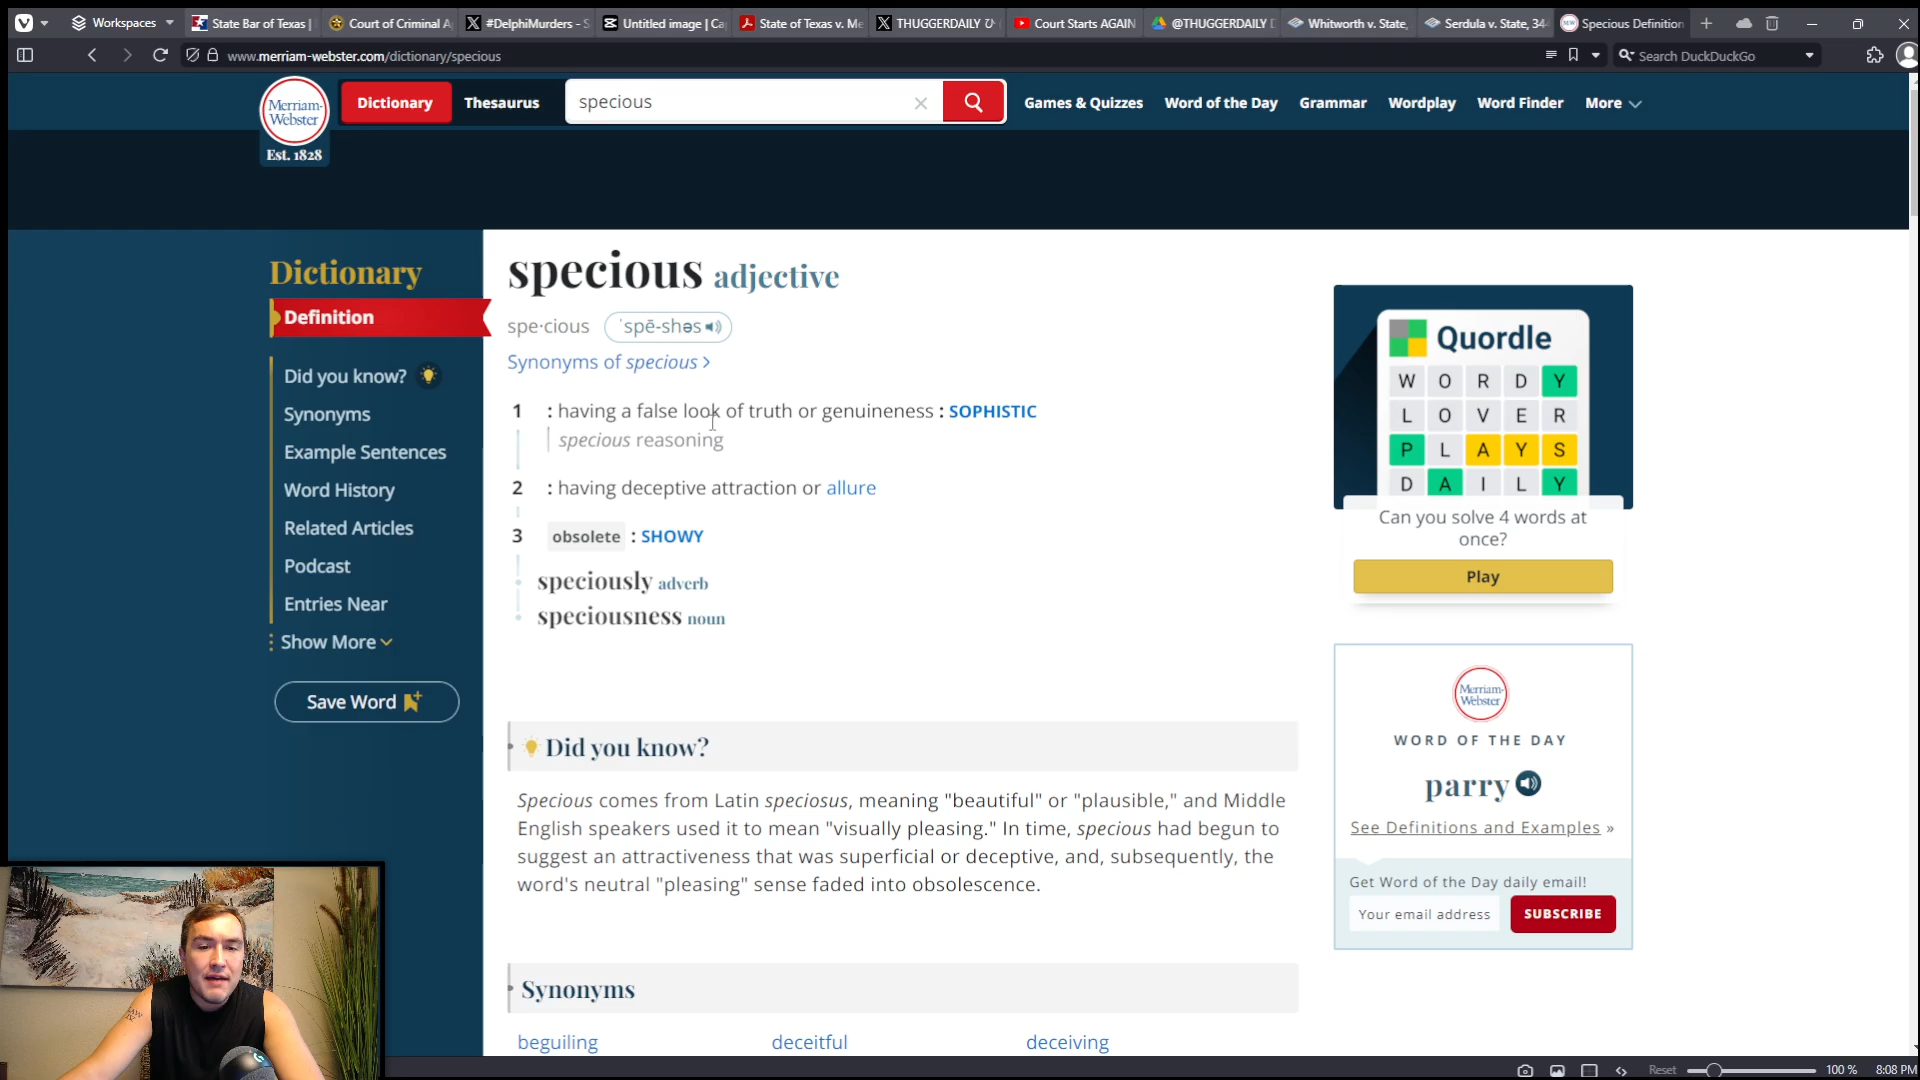 Workspaces
State Bar of Texas |
Court of Criminal A
#DelphiMurders - S
Untitled image | Ca
State of Texas v. Me
THUGGERDAILY
Court Starts AGAIN
@THUGGERDAILY
Whitworth v. State,
Serdula v. State, 34
Specious Definition
www.merriam-webster.com/dictionary/specious
Search DuckDuckGo
Merriam-
Webster
Est. 1828
Dictionary
Thesaurus
specious
Games & Quizzes
Word of the Day
Grammar
Wordplay
Word Finder
More
Dictionary
Definition
Did you know?
Synonyms
Example Sentences
Word History
Related Articles
Podcast
Entries Near
Show More
Save Word
specious adjective
spe·cious ˈspē-shəs
Synonyms of specious >
1 : having a false look of truth or genuineness : SOPHISTIC
specious reasoning
2 : having deceptive attraction or allure
3 obsolete : SHOWY
speciously adverb
speciousness noun
Did you know?
Specious comes from Latin speciosus, meaning "beautiful" or "plausible," and Middle
English speakers used it to mean "visually pleasing." In time, specious had begun to
suggest an attractiveness that was superficial or deceptive, and, subsequently, the
word's neutral "pleasing" sense faded into obsolescence.
Synonyms
beguiling
deceitful
deceiving
Quordle
W O R D Y
L O V E R
P L A Y S
D A I L Y
Can you solve 4 words at
once?
Play
Merriam-
Webster
WORD OF THE DAY
parry
See Definitions and Examples »
Get Word of the Day daily email!
Your email address
SUBSCRIBE
Reset
100 %
8:08 PM